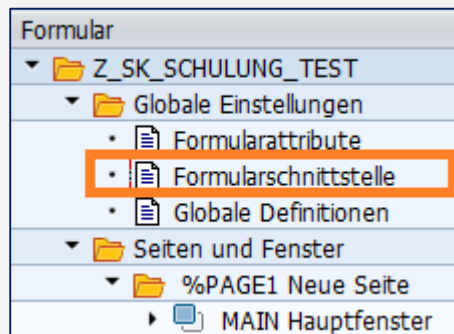 Formular
Z_SK_SCHULUNG_TEST
Globale Einstellungen
Formularattribute
Formularschnittstelle
Globale Definitionen
Seiten und Fenster
%PAGE1 Neue Seite
MAIN Hauptfenster